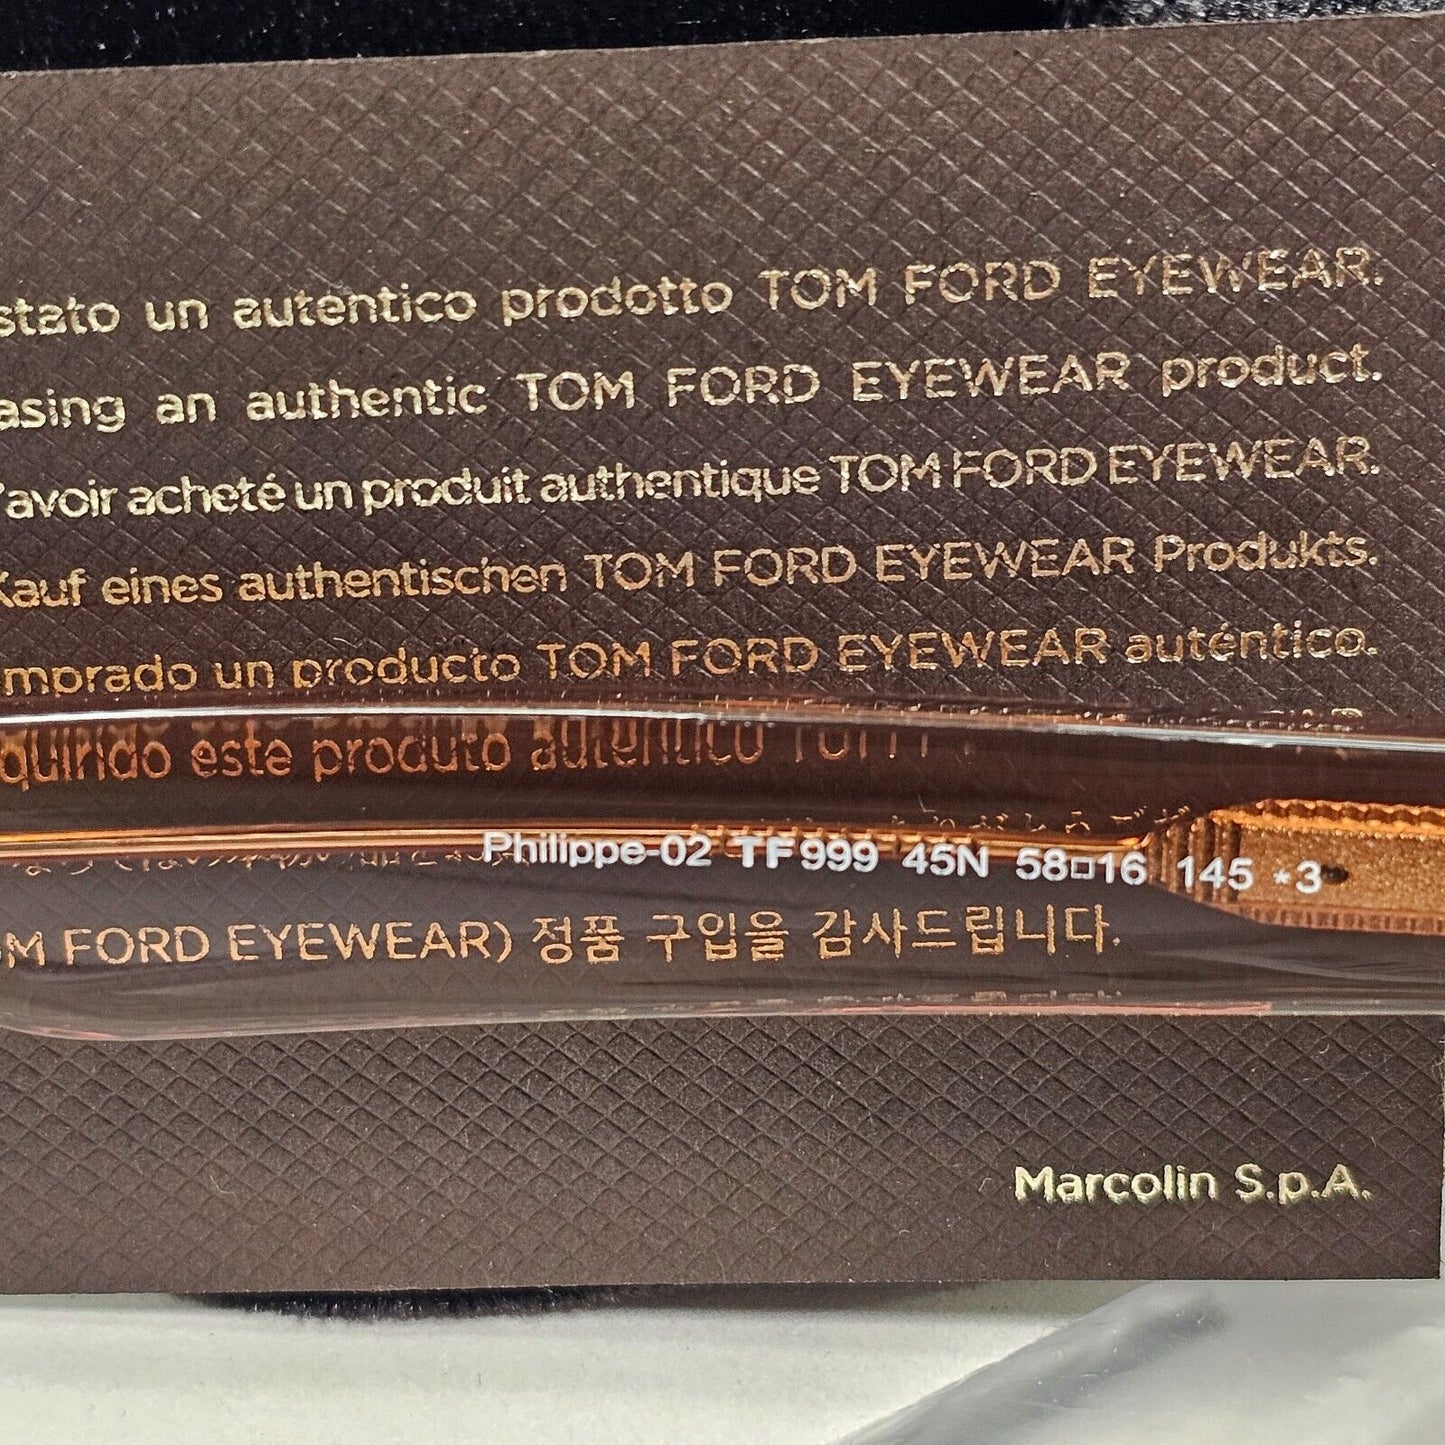 stato un autentico prodotto TOM FORD EYEWEAR.
asing an authentic TOM FORD EYEWEAR product.
'avoir acheté un produit authentique TOM FORD EYEWEAR.
Kauf eines authentischen TOM FORD EYEWEAR Produkts.
mprado un producto TOM FORD EYEWEAR auténtico.
quirido este produto autêntico
Philippe-02 TF999 45N 58□16 145 *3
OM FORD EYEWEAR) 정품 구입을 감사드립니다.
Marcolin S.p.A.